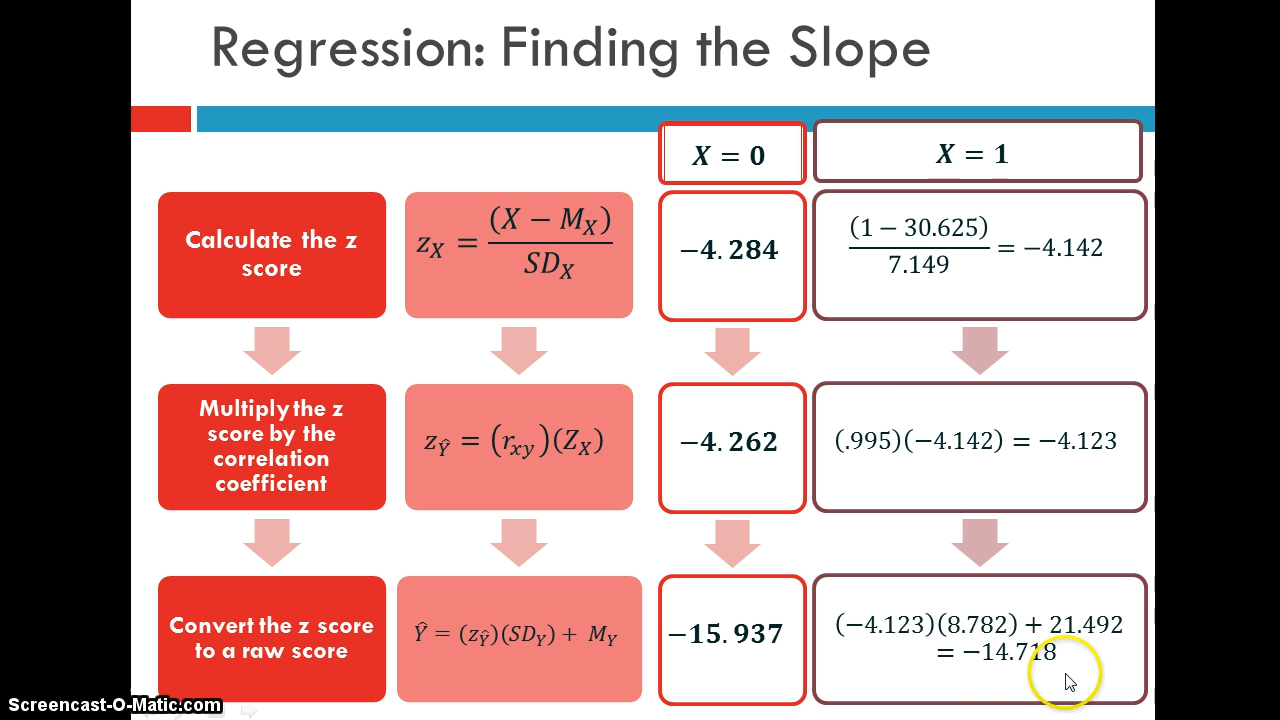 Regression: Finding the Slope
X = 0
X = 1
Calculate the z
score
z_X = (X − M_X) / SD_X
−4.284
(1 − 30.625) / 7.149 = −4.142
Multiply the z
score by the
correlation
coefficient
z_Ŷ = (r_xy)(Z_X)
−4.262
(.995)(−4.142) = −4.123
Convert the z score
to a raw score
Ŷ = (z_Ŷ)(SD_Y) + M_Y
−15.937
(−4.123)(8.782) + 21.492
= −14.718
Screencast-O-Matic.com